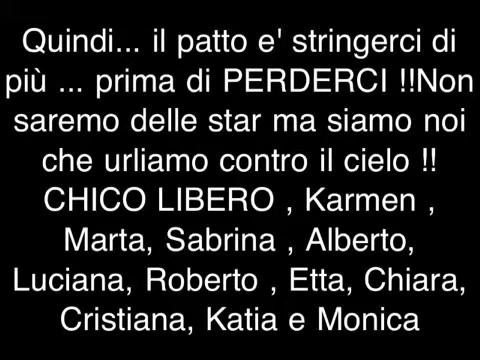 Quindi... il patto e' stringerci di
più ... prima di PERDERCI !!Non
saremo delle star ma siamo noi
che urliamo contro il cielo !!
CHICO LIBERO , Karmen ,
Marta, Sabrina , Alberto,
Luciana, Roberto , Etta, Chiara,
Cristiana, Katia e Monica